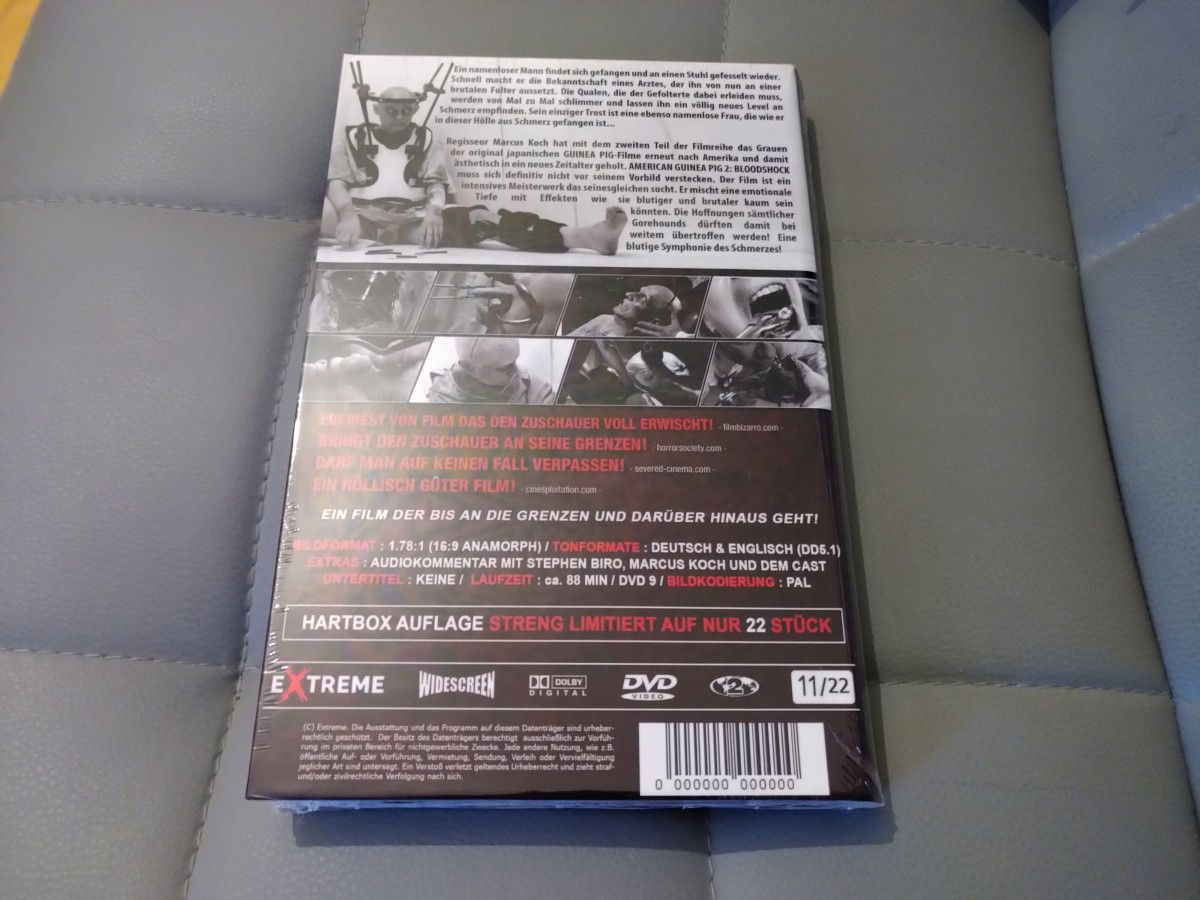 Ein namenloser Mann findet sich gefangen und an einen Stuhl gefesselt wieder.
Schnell macht er die Bekanntschaft eines Arztes, der ihn von nun an einer
brutalen Folter aussetzt. Die Qualen, die der Gefolterte dabei erleiden muss,
werden von Mal zu Mal schlimmer und lassen ihn ein völlig neues Level an
Schmerz empfinden. Sein einziger Trost ist eine ebenso namenlose Frau, die wie er
in dieser Hölle aus Schmerz gefangen ist...
Regisseur Marcus Koch hat mit dem zweiten Teil der Filmreihe das Grauen
der original japanischen GUINEA PIG-Filme erneut nach Amerika und damit
ästhetisch in ein neues Zeitalter geholt. AMERICAN GUINEA PIG 2: BLOODSHOCK
muss sich definitiv nicht vor seinem Vorbild verstecken. Der Film ist ein
intensives Meisterwerk das seinesgleichen sucht. Er mischt eine emotionale
Tiefe mit Effekten wie sie blutiger und brutaler kaum sein
könnten. Die Hoffnungen sämtlicher
Gorehounds dürften damit bei
weitem übertroffen werden! Eine
blutige Symphonie des Schmerzes!
EIN BIEST VON FILM DAS DEN ZUSCHAUER VOLL ERWISCHT! - filmbizarro.com -
BRINGT DEN ZUSCHAUER AN SEINE GRENZEN! - horrorsociety.com -
DARF MAN AUF KEINEN FALL VERPASSEN! - severed-cinema.com -
EIN HÖLLISCH GUTER FILM! - cinesploitation.com -
EIN FILM DER BIS AN DIE GRENZEN UND DARÜBER HINAUS GEHT!
BILDFORMAT : 1.78:1 (16:9 ANAMORPH) / TONFORMATE : DEUTSCH & ENGLISCH (DD5.1)
EXTRAS : AUDIOKOMMENTAR MIT STEPHEN BIRO, MARCUS KOCH UND DEM CAST
UNTERTITEL : KEINE / LAUFZEIT : ca. 88 MIN / DVD 9 / BILDKODIERUNG : PAL
HARTBOX AUFLAGE STRENG LIMITIERT AUF NUR 22 STÜCK
EXTREME WIDESCREEN DOLBY DIGITAL DVD VIDEO 2 11/22
(C) Extreme. Die Ausstattung und das Programm auf diesem Datenträger sind urheber-
rechtlich geschützt. Der Besitz des Datenträgers berechtigt ausschließlich zur Vorfüh-
rung im privaten Bereich für nichtgewerbliche Zwecke. Jede andere Nutzung, wie z.B.
öffentliche Auf- oder Vorführung, Vermietung, Sendung, Verleih oder Vervielfältigung
jeglicher Art sind untersagt. Ein Verstoß verletzt geltendes Urheberrecht und zieht straf-
und/oder zivilrechtliche Verfolgung nach sich.
0 000000 000000